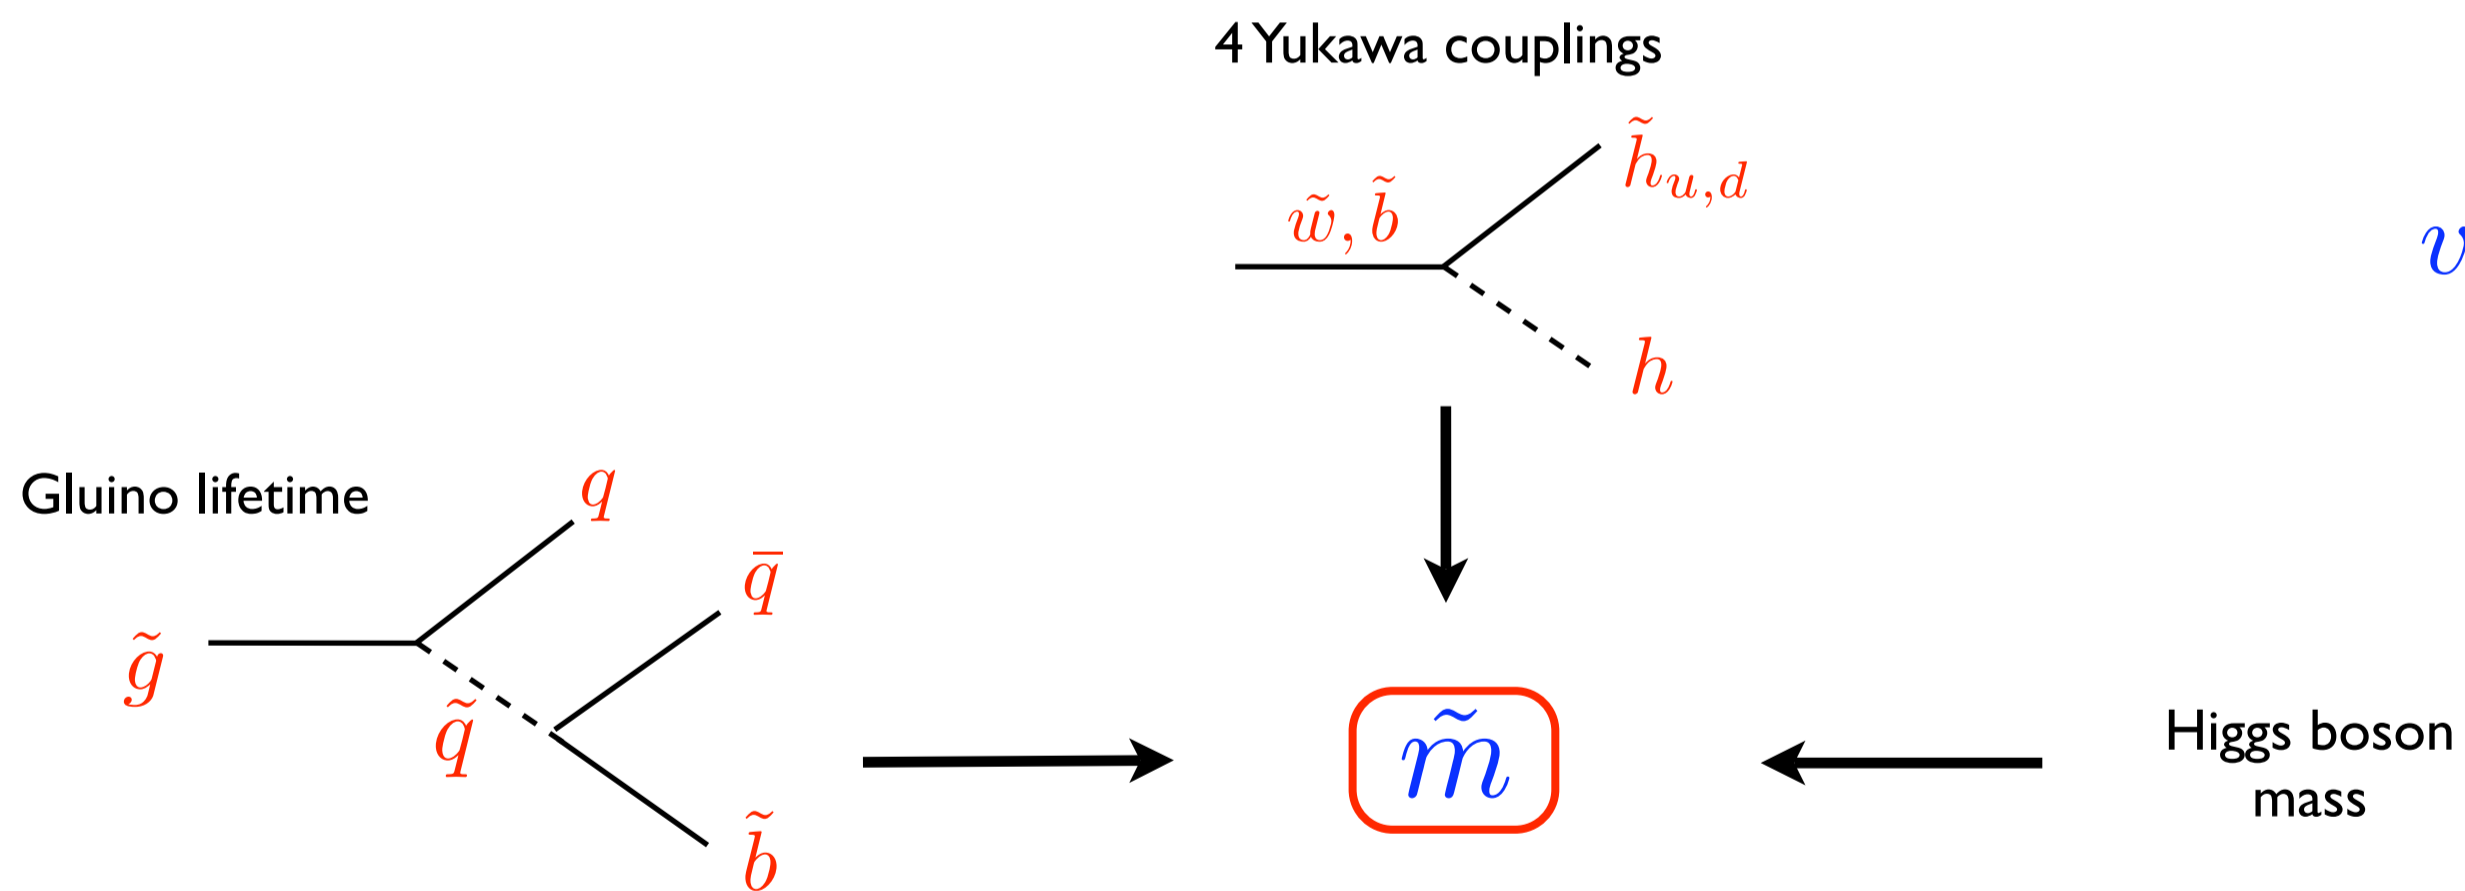 4 Yukawa couplings
h̃u,d
w̃, b̃
v
h
Gluino lifetime
q
q̅
g̃
q̃
m̃
Higgs boson
mass
b̃